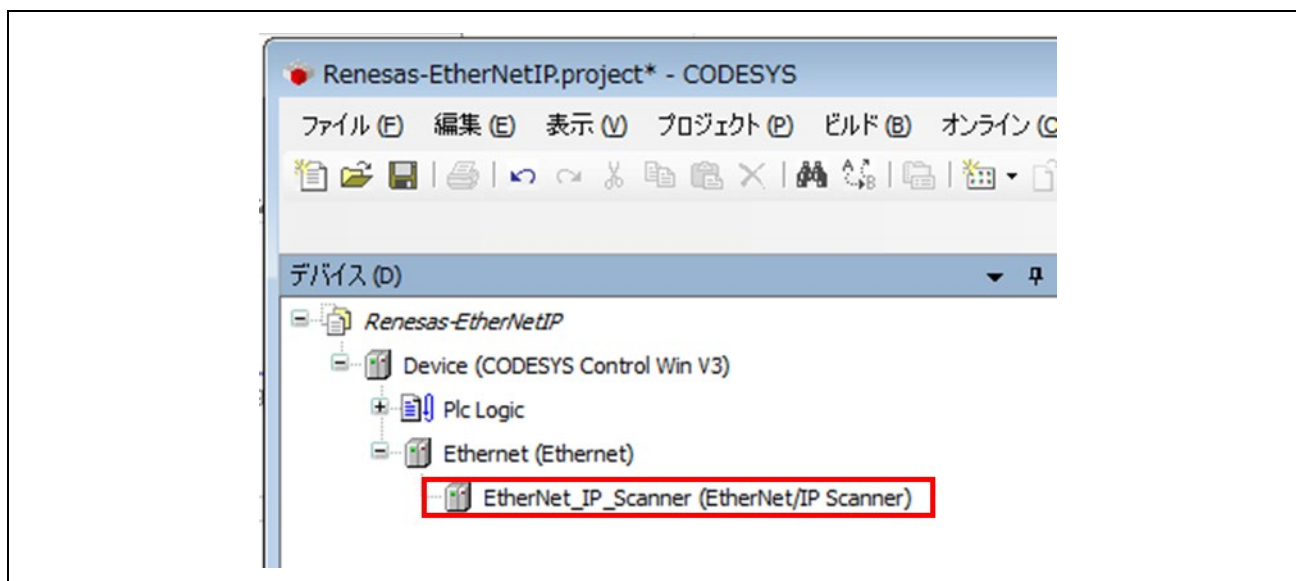 Renesas-EtherNetIP.project* - CODESYS
ファイル (F) 編集 (E) 表示 (V) プロジェクト (P) ビルド (B) オンライン (O
デバイス (D)
Renesas-EtherNetIP
Device (CODESYS Control Win V3)
Plc Logic
Ethernet (Ethernet)
EtherNet_IP_Scanner (EtherNet/IP Scanner)